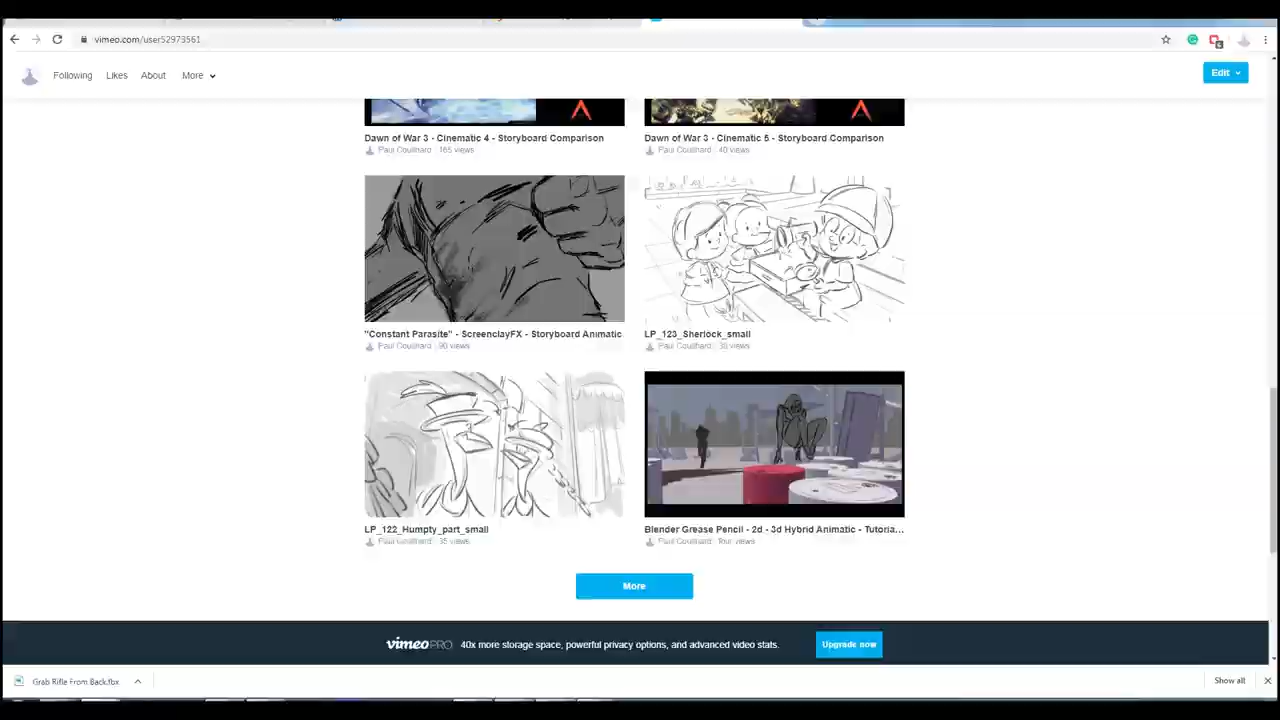 vimeo.com/user52973561
Following Likes About More Edit
Dawn of War 3 - Cinematic 4 - Storyboard Comparison
Paul Couillard 165 views
Dawn of War 3 - Cinematic 5 - Storyboard Comparison
Paul Couillard 40 views
"Constant Parasite" - ScreenclayFX - Storyboard Animatic
Paul Couillard 90 views
LP_123_Sherlock_small
Paul Couillard views
LP_122_Humpty_part_small
Paul Couillard 35 views
Blender Grease Pencil - 2d - 3d Hybrid Animatic - Tutoria...
Paul Couillard views
More
vimeo PRO 40x more storage space, powerful privacy options, and advanced video stats. Upgrade now
Grab Rifle From Back.fbx Show all